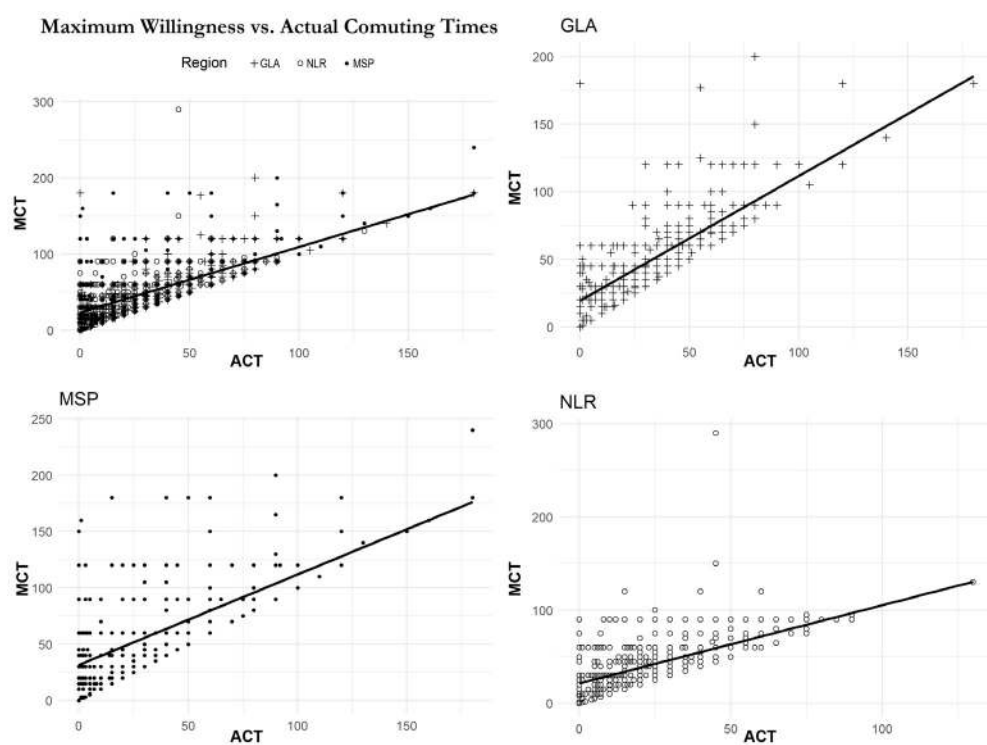 Maximum Willingness vs. Actual Comuting Times
Region + GLA ○ NLR • MSP
300
200
100
0
MCT
0 50 100 150
ACT
GLA
200
150
100
50
0
MCT
0 50 100 150
ACT
MSP
250
200
150
100
50
0
MCT
0 50 100 150
ACT
NLR
300
200
100
0
MCT
0 50 100
ACT